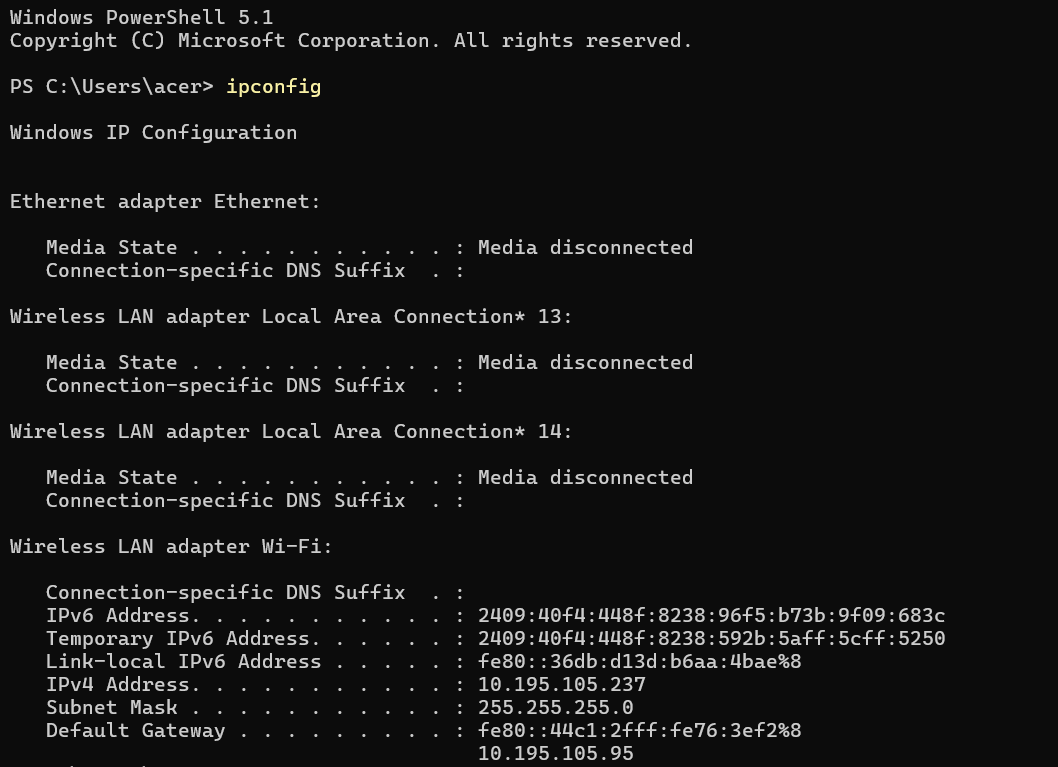 Windows PowerShell 5.1
Copyright (C) Microsoft Corporation. All rights reserved.
PS C:\Users\acer> ipconfig
Windows IP Configuration
Ethernet adapter Ethernet:
   Media State . . . . . . . . . . . : Media disconnected
   Connection-specific DNS Suffix  . :
Wireless LAN adapter Local Area Connection* 13:
   Media State . . . . . . . . . . . : Media disconnected
   Connection-specific DNS Suffix  . :
Wireless LAN adapter Local Area Connection* 14:
   Media State . . . . . . . . . . . : Media disconnected
   Connection-specific DNS Suffix  . :
Wireless LAN adapter Wi-Fi:
   Connection-specific DNS Suffix  . :
   IPv6 Address. . . . . . . . . . . : 2409:40f4:448f:8238:96f5:b73b:9f09:683c
   Temporary IPv6 Address. . . . . . : 2409:40f4:448f:8238:592b:5aff:5cff:5250
   Link-local IPv6 Address . . . . . : fe80::36db:d13d:b6aa:4bae%8
   IPv4 Address. . . . . . . . . . . : 10.195.105.237
   Subnet Mask . . . . . . . . . . . : 255.255.255.0
   Default Gateway . . . . . . . . . : fe80::44c1:2fff:fe76:3ef2%8
                                       10.195.105.95